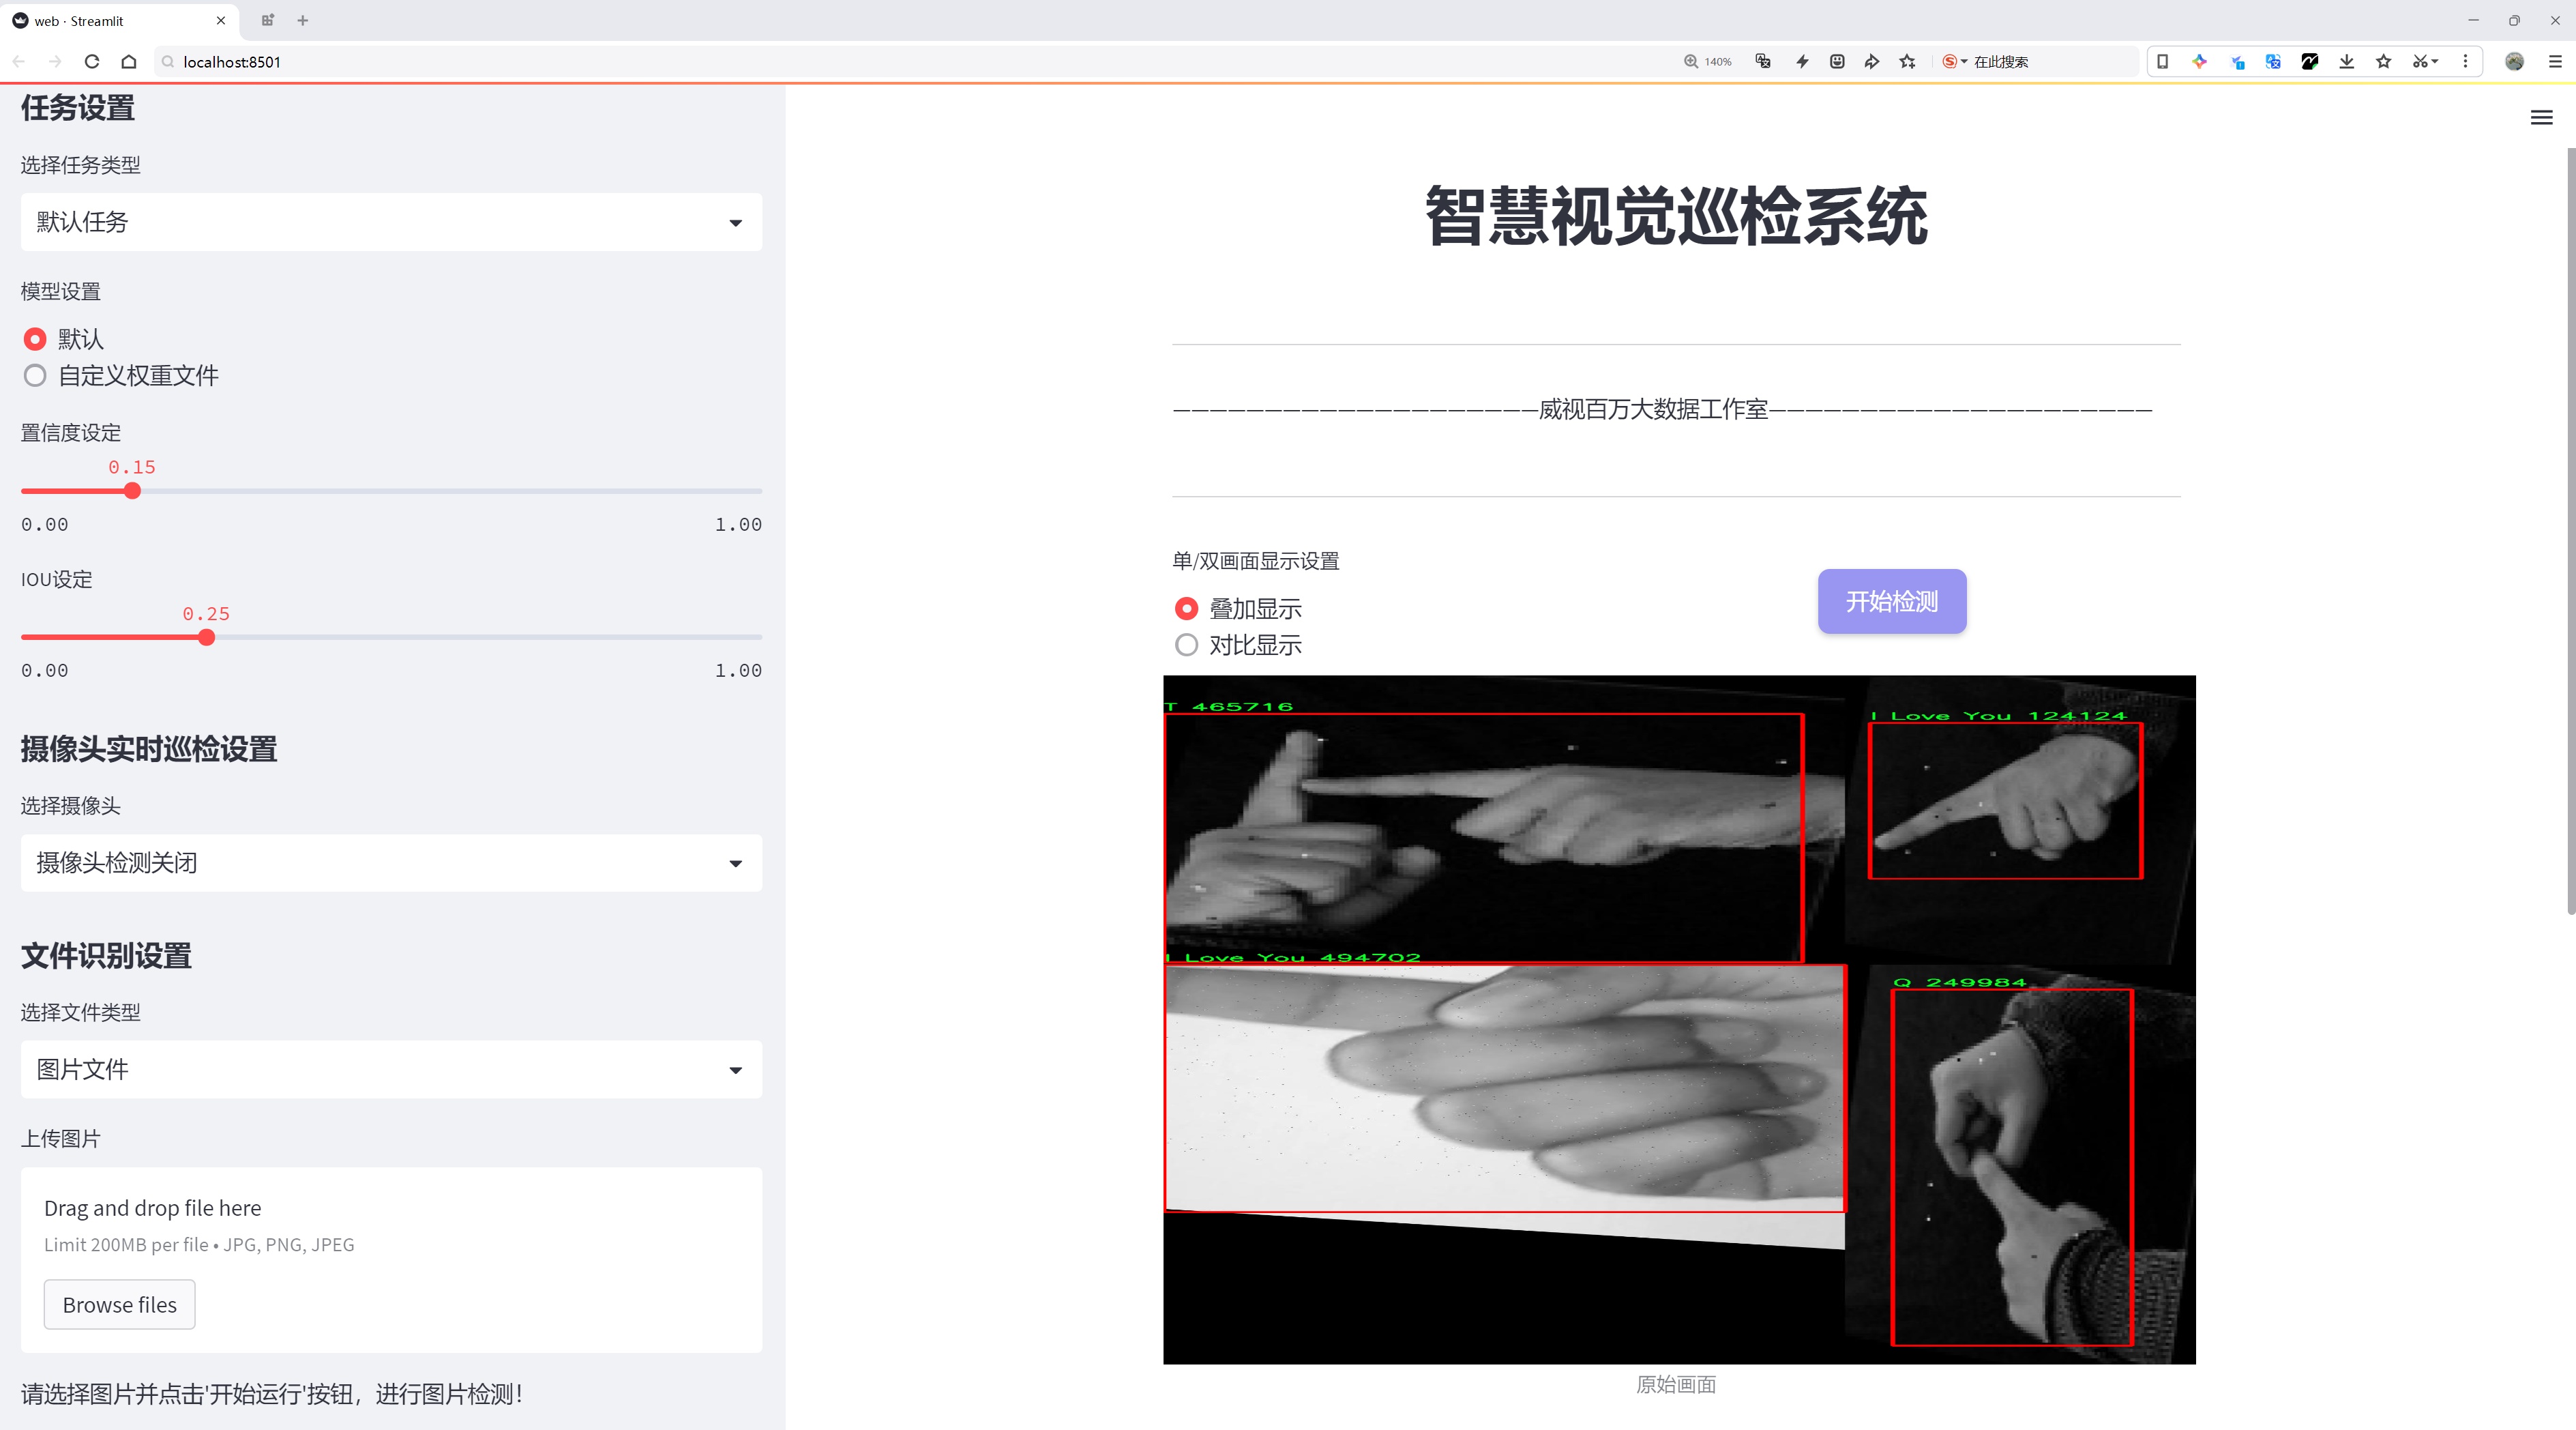 web · Streamlit
localhost:8501
140%
在此搜索
任务设置
选择任务类型
默认任务
模型设置
默认
自定义权重文件
置信度设定
0.15
0.00
1.00
IOU设定
0.25
0.00
1.00
摄像头实时巡检设置
选择摄像头
摄像头检测关闭
文件识别设置
选择文件类型
图片文件
上传图片
Drag and drop file here
Limit 200MB per file • JPG, PNG, JPEG
Browse files
请选择图片并点击'开始运行'按钮，进行图片检测！
智慧视觉巡检系统
————————————————————威视百万大数据工作室—————————————————————
单/双画面显示设置
叠加显示
对比显示
开始检测
T 465716
I Love You 124124
I Love You 494702
Q 249984
原始画面